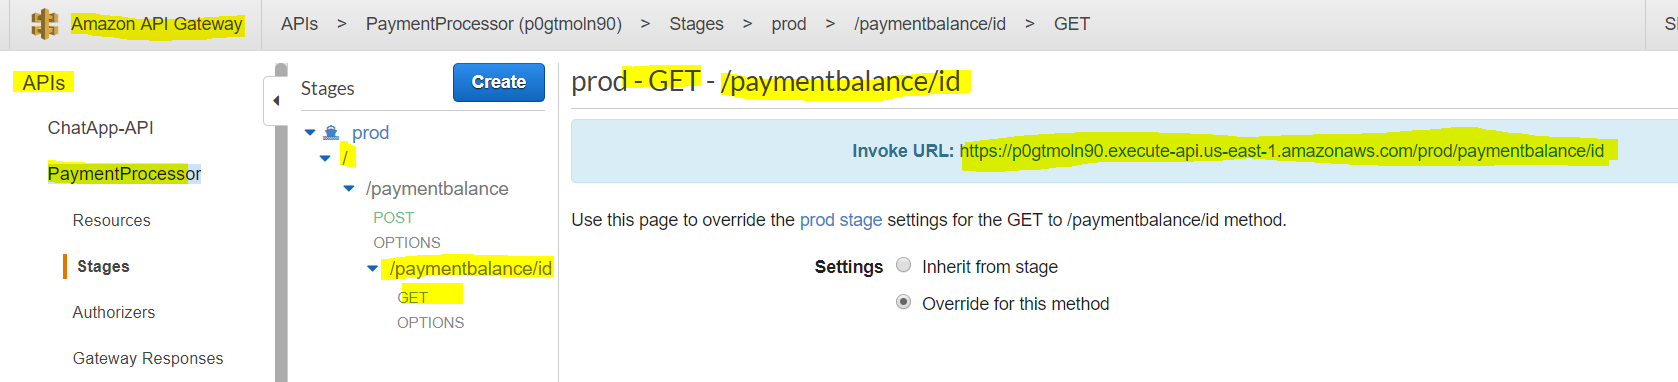 Amazon API Gateway
APIs > PaymentProcessor (p0gtmoln90) > Stages > prod > /paymentbalance/id > GET
APIs
ChatApp-API
PaymentProcessor
Resources
Stages
Authorizers
Gateway Responses
Stages
Create
prod
/
/paymentbalance
POST
OPTIONS
/paymentbalance/id
GET
OPTIONS
prod - GET - /paymentbalance/id
Invoke URL: https://p0gtmoln90.execute-api.us-east-1.amazonaws.com/prod/paymentbalance/id
Use this page to override the prod stage settings for the GET to /paymentbalance/id method.
Settings
Inherit from stage
Override for this method